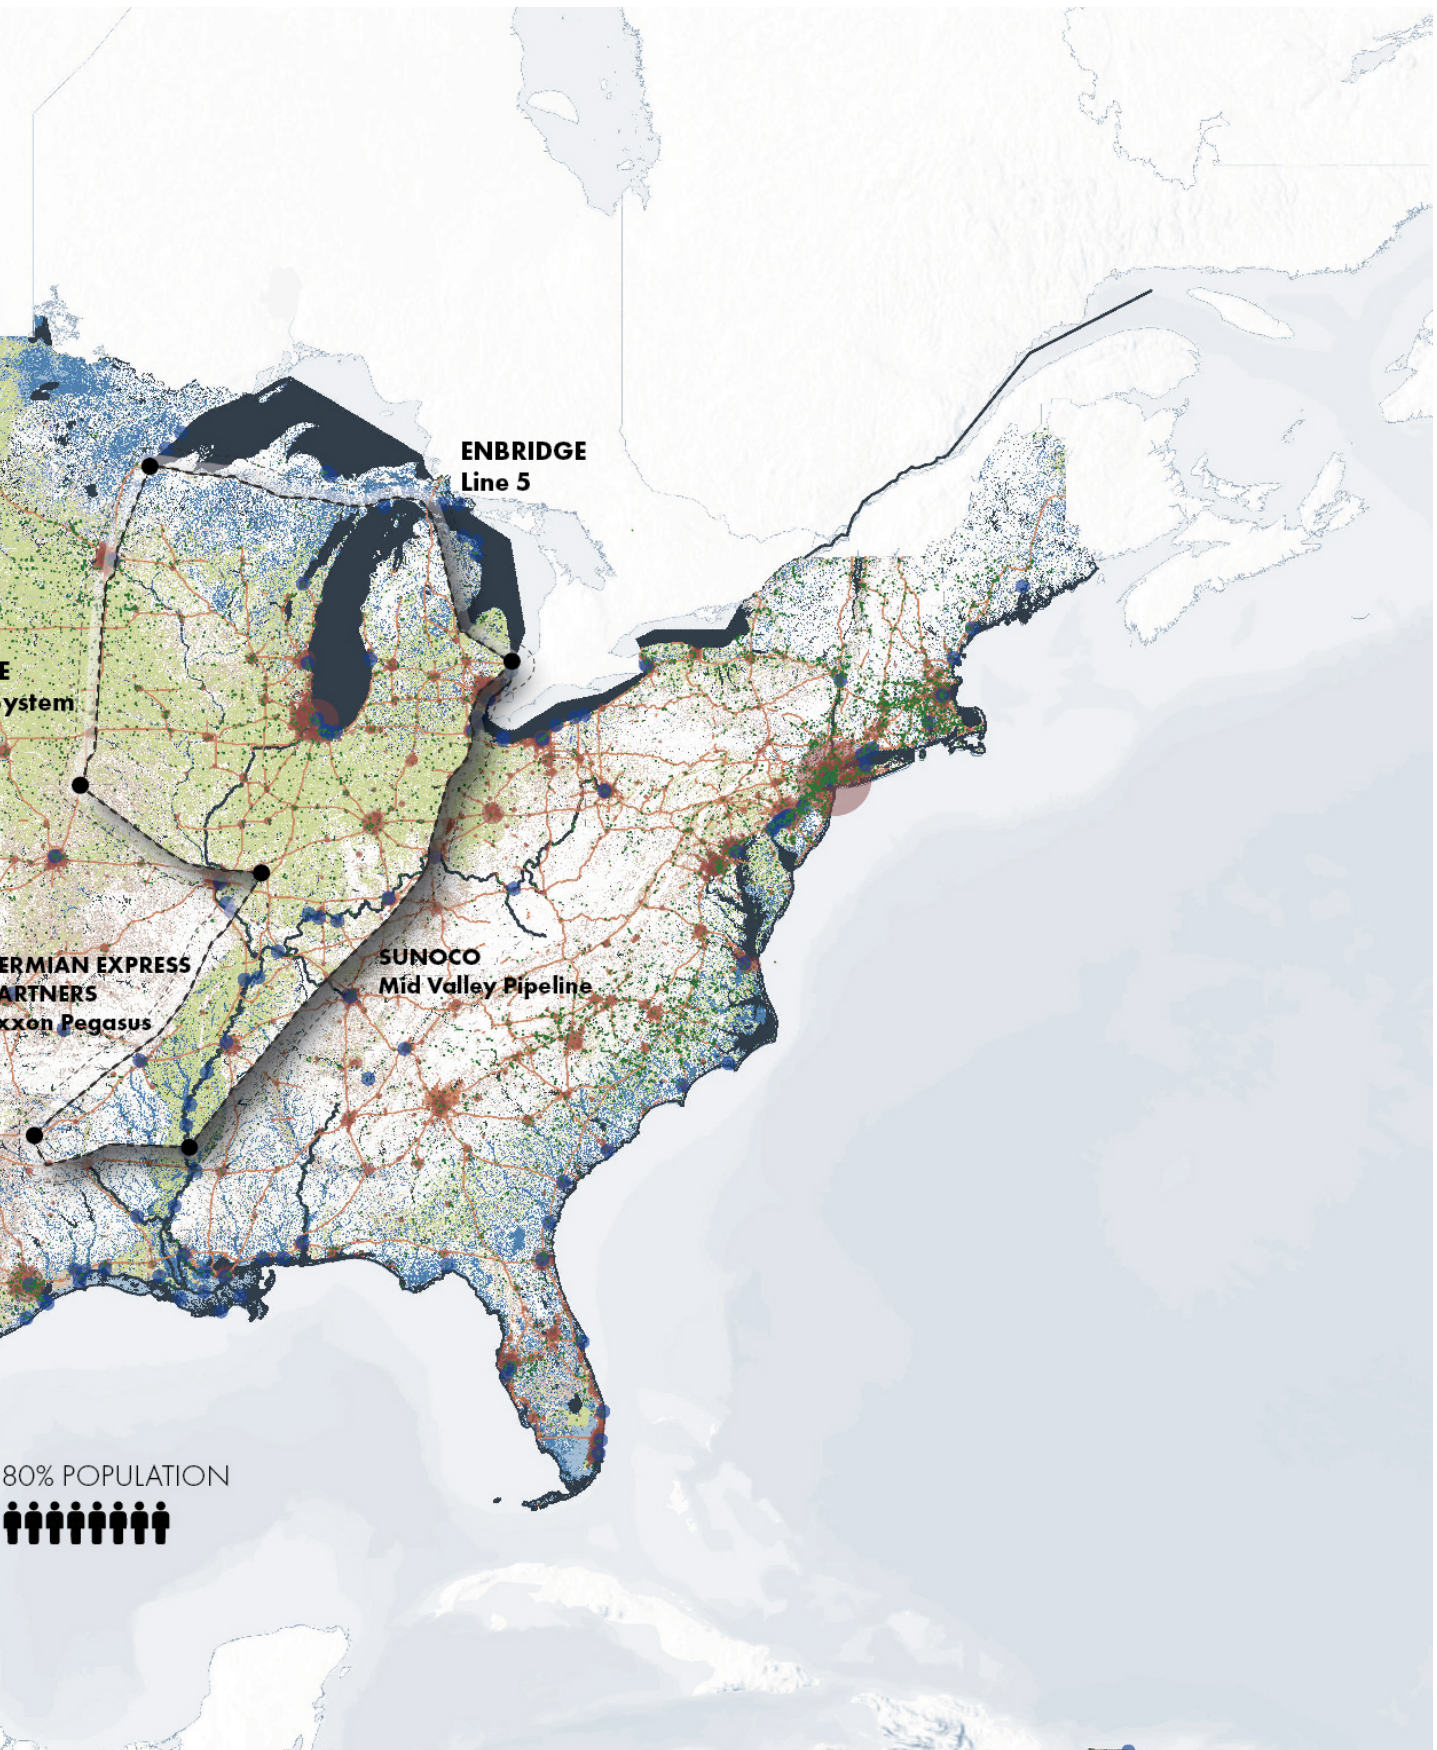 ENBRIDGE
Line 5
E
ystem
SUNOCO
Mid Valley Pipeline
ERMIAN EXPRESS
ARTNERS
xxon Pegasus
80% POPULATION